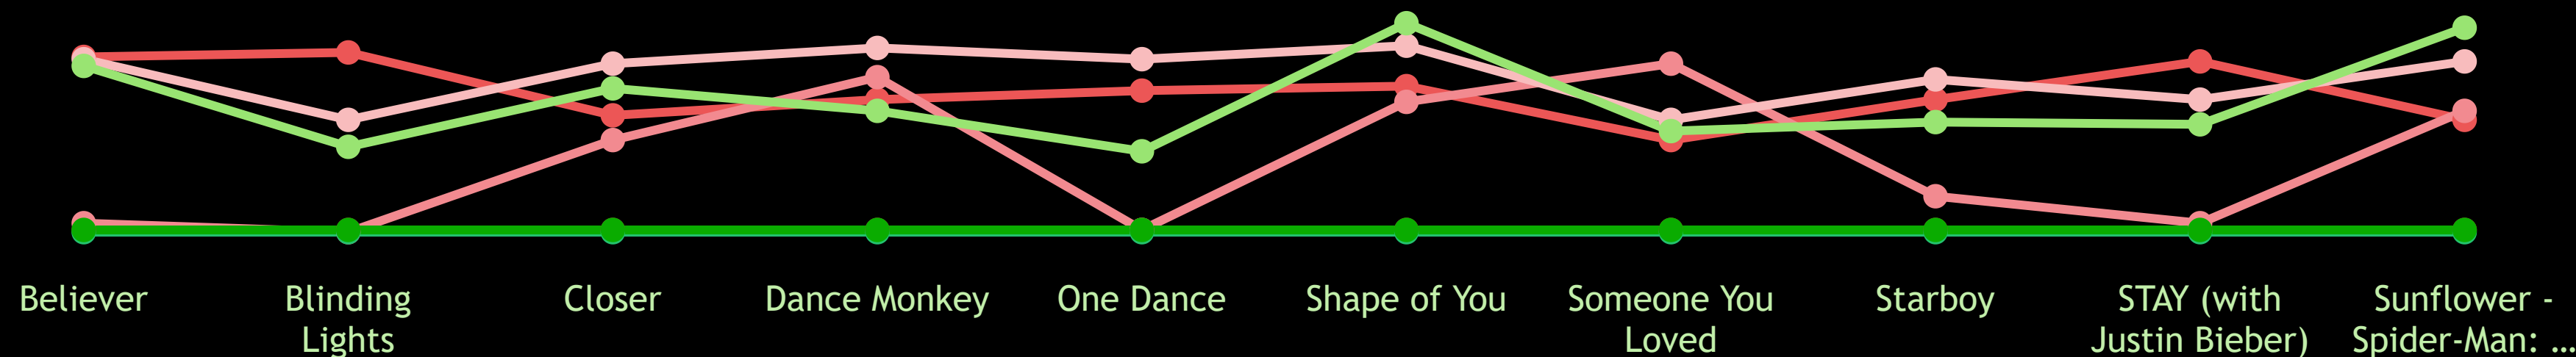 Believer
Blinding
Lights
Closer
Dance Monkey
One Dance
Shape of You
Someone You
Loved
Starboy
STAY (with
Justin Bieber)
Sunflower -
Spider-Man: ...